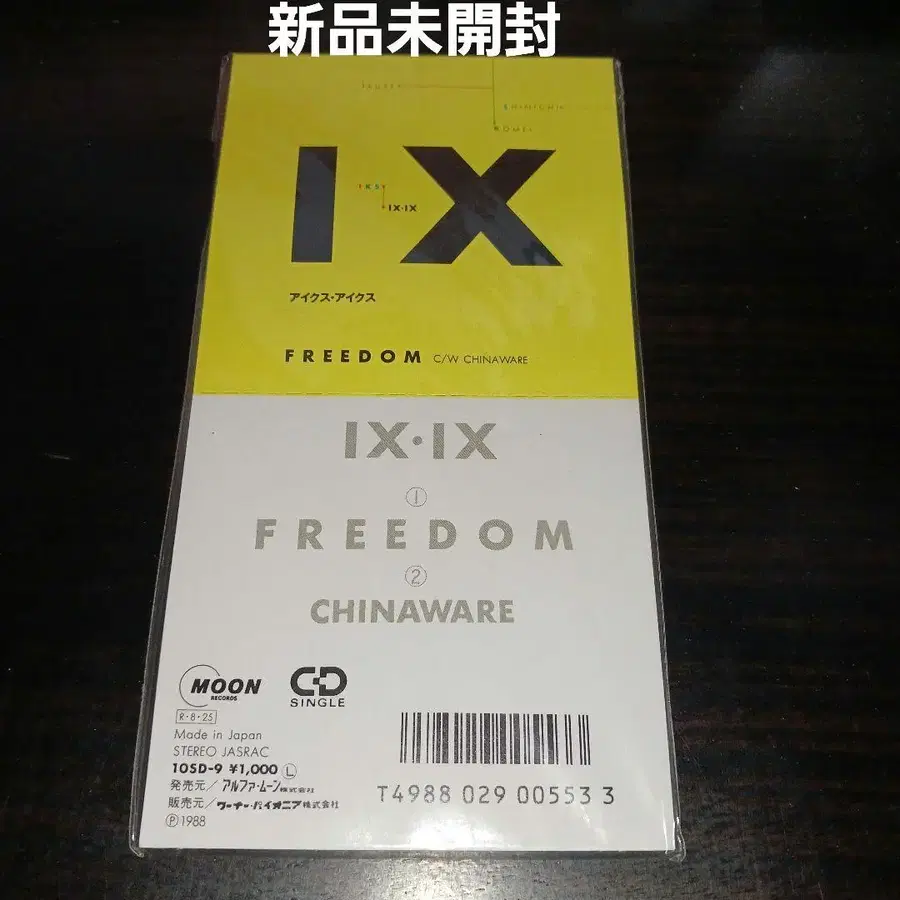 新品未開封
IX
IKSI
IX·IX
アイクス・アイクス
FREEDOM C/W CHINAWARE
IX·IX
①
FREEDOM
②
CHINAWARE
MOON
RECORDS
CD
SINGLE
R·8·25
Made in Japan
STEREO JASRAC
10SD-9 ¥1,000 Ⓛ
発売元/アルファ・ムーン株式会社
販売元/ワーナー・パイオニア株式会社
Ⓟ1988
T4988 029 00553 3